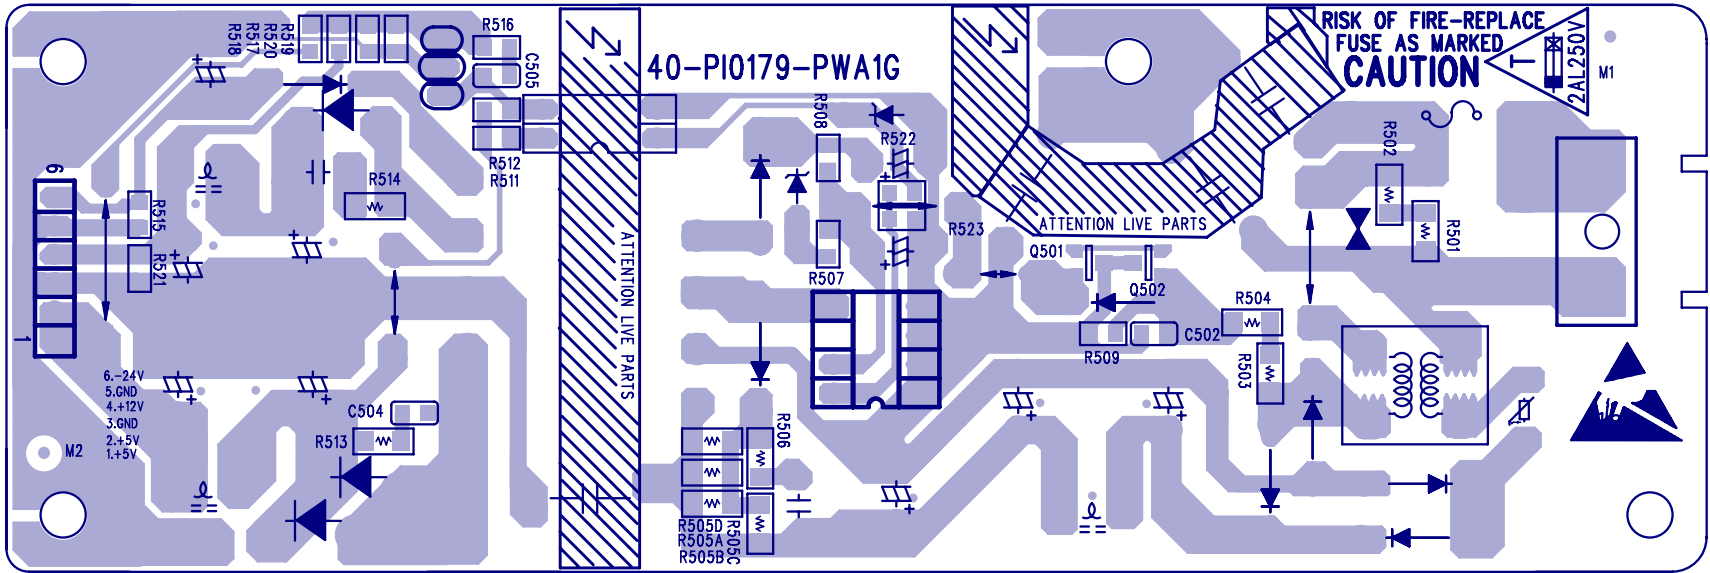 R518
R517
R520
R519
R516
C505
40-PI0179-PWA1G
RISK OF FIRE-REPLACE
FUSE AS MARKED
CAUTION
T
2AL250V
M1
R508
R522
R502
R512
R511
R514
6
R515
R521
R523
ATTENTION LIVE PARTS
R501
Q501
Q502
R507
ATTENTION LIVE PARTS
R504
R509
C502
R503
1
6.-24V
5.GND
4.+12V
3.GND
2.+5V
1.+5V
C504
R513
M2
R506
R505D
R505A
R505B
R505C